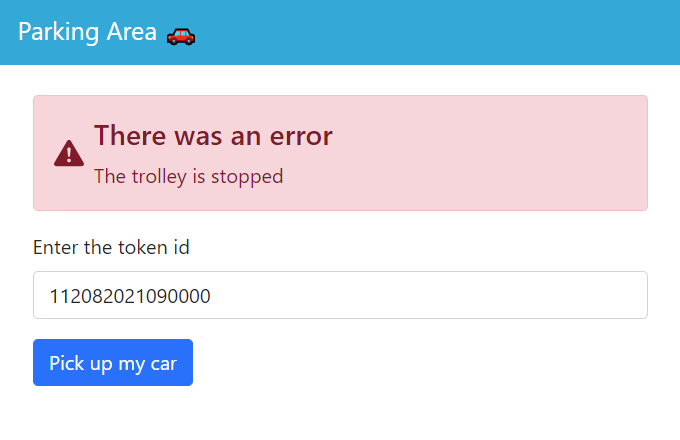 Parking Area
There was an error
The trolley is stopped
Enter the token id
112082021090000
Pick up my car